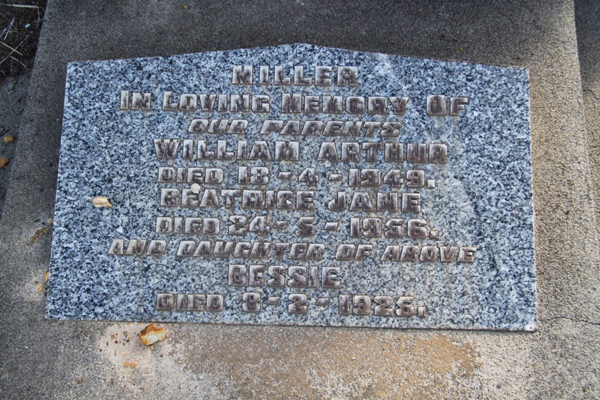 MILLER
IN LOVING MEMORY OF
OUR PARENTS
WILLIAM ARTHUR
DIED 18-4-1949.
BEATRICE JANE
DIED 24-5-1956.
AND DAUGHTER OF ABOVE
BESSIE
DIED 8-2-1925.